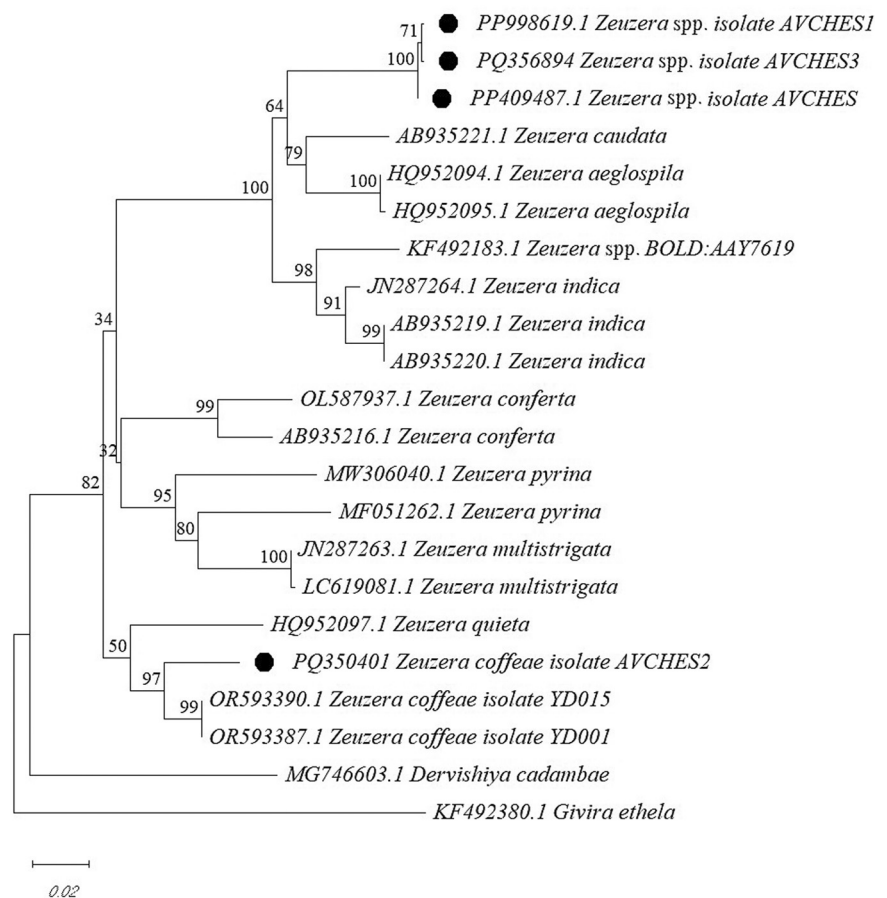 71
PP998619.1 Zeuzera spp. isolate AVCHES1
100
PQ356894 Zeuzera spp. isolate AVCHES3
PP409487.1 Zeuzera spp. isolate AVCHES
64
AB935221.1 Zeuzera caudata
79
HQ952094.1 Zeuzera aeglospila
100
HQ952095.1 Zeuzera aeglospila
100
KF492183.1 Zeuzera spp. BOLD:AAY7619
98
JN287264.1 Zeuzera indica
91
AB935219.1 Zeuzera indica
99
AB935220.1 Zeuzera indica
34
OL587937.1 Zeuzera conferta
99
AB935216.1 Zeuzera conferta
32
MW306040.1 Zeuzera pyrina
95
MF051262.1 Zeuzera pyrina
80
JN287263.1 Zeuzera multistrigata
100
LC619081.1 Zeuzera multistrigata
82
HQ952097.1 Zeuzera quieta
50
PQ350401 Zeuzera coffeae isolate AVCHES2
97
OR593390.1 Zeuzera coffeae isolate YD015
99
OR593387.1 Zeuzera coffeae isolate YD001
MG746603.1 Dervishiya cadambae
KF492380.1 Givira ethela
0.02